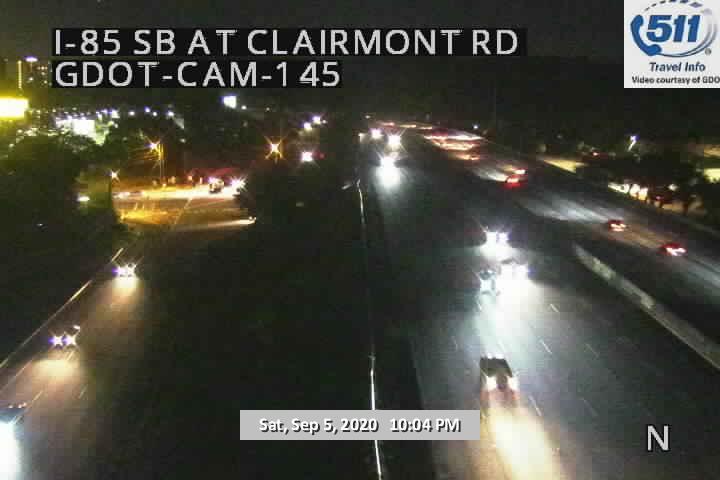 I-85 SB AT CLAIRMONT RD
GDOT-CAM-145
511
Travel Info
Video courtesy of GDO
Sat, Sep 5, 2020 10:04 PM
N